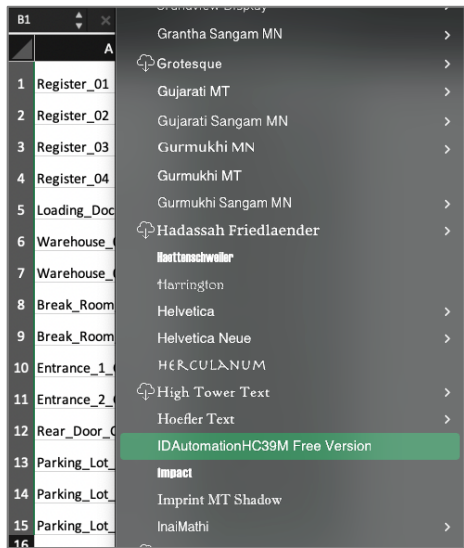 B1
A
1 Register_01
2 Register_02
3 Register_03
4 Register_04
5 Loading_Doc
6 Warehouse_
7 Warehouse_
8 Break_Room
9 Break_Room
10 Entrance_1_
11 Entrance_2_
12 Rear_Door_
13 Parking_Lot_
14 Parking_Lot_
15 Parking_Lot_
16
Grandview Display
Grantha Sangam MN
Grotesque
Gujarati MT
Gujarati Sangam MN
Gurmukhi MN
Gurmukhi MT
Gurmukhi Sangam MN
Hadassah Friedlaender
Haettenschweiler
Harrington
Helvetica
Helvetica Neue
HERCULANUM
High Tower Text
Hoefler Text
IDAutomationHC39M Free Version
Impact
Imprint MT Shadow
InaiMathi